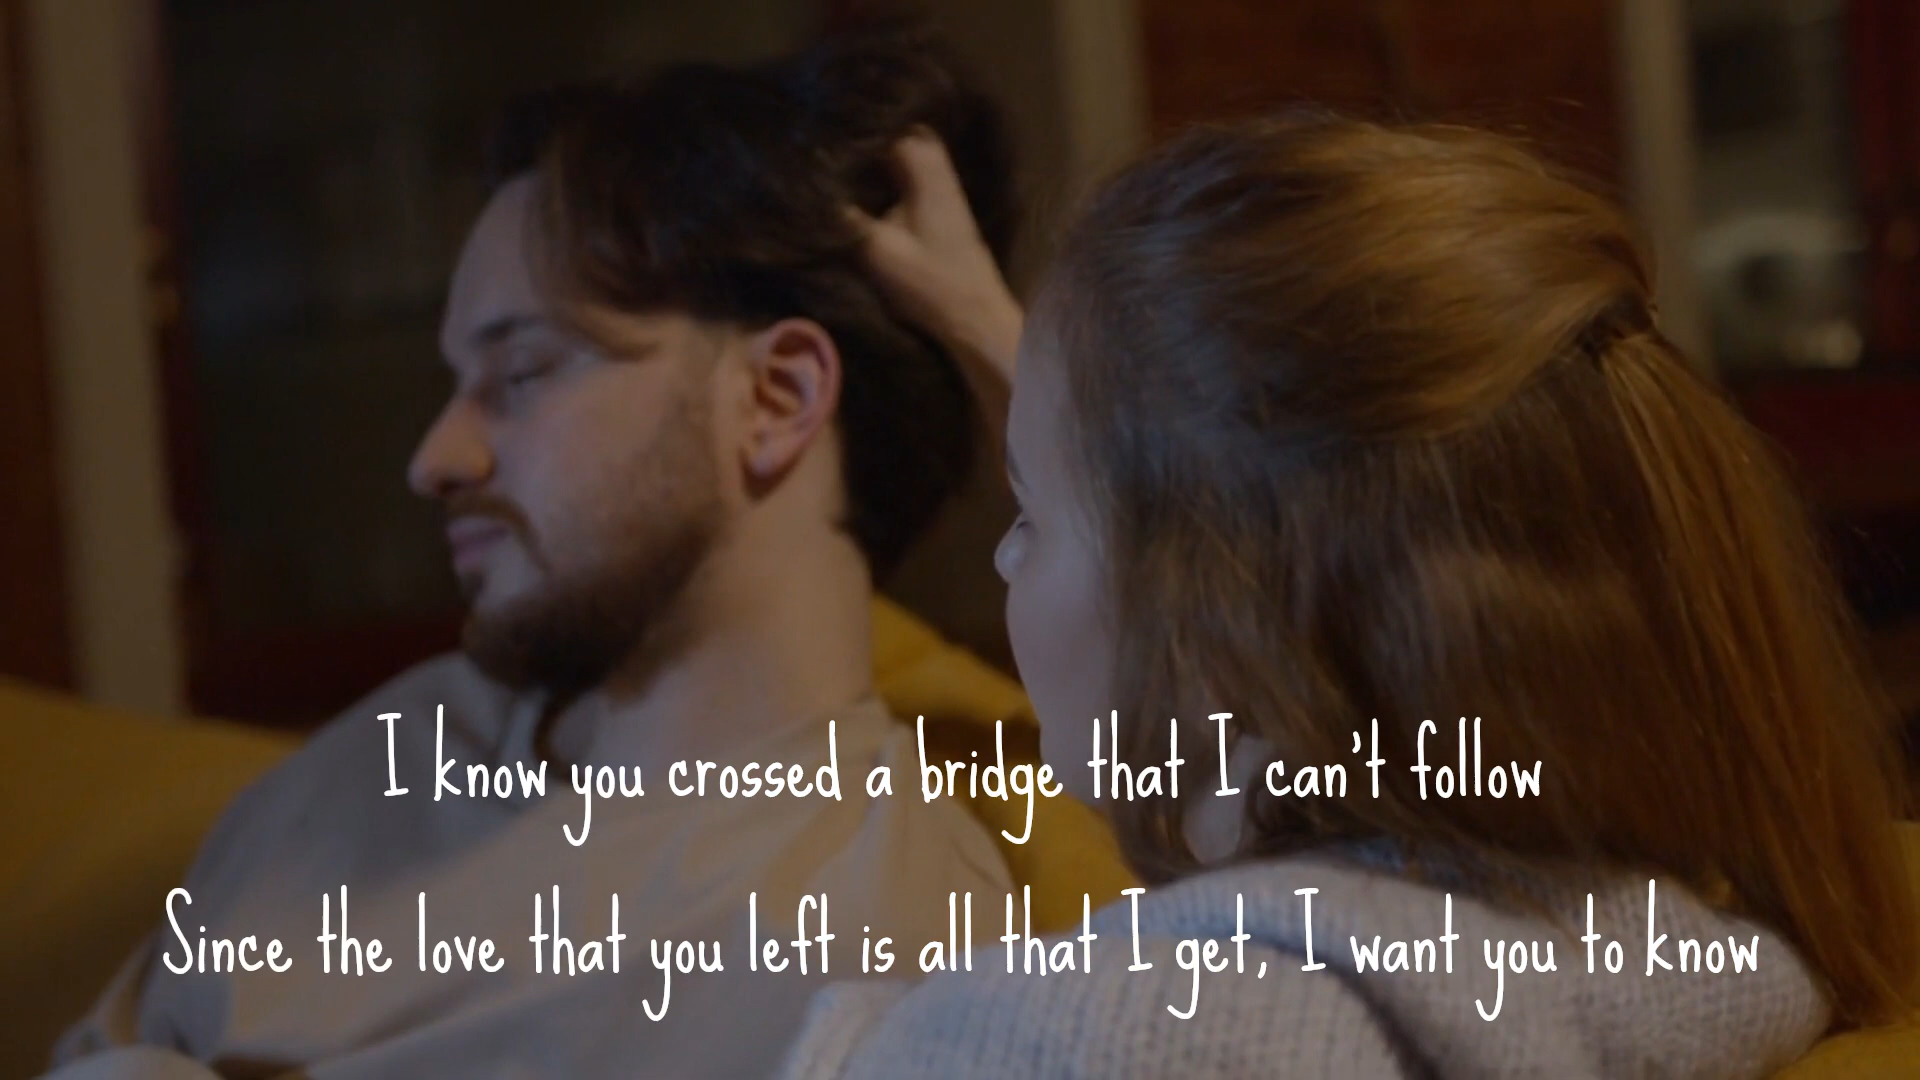 I know you crossed a bridge that I can't follow
Since the love that you left is all that I get, I want you to know